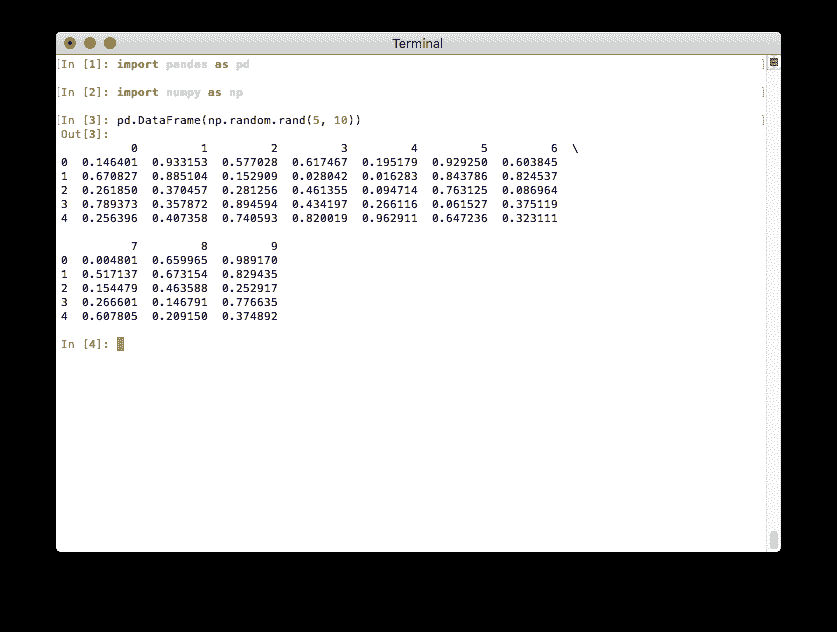 Terminal
In [1]: import pandas as pd
In [2]: import numpy as np
In [3]: pd.DataFrame(np.random.rand(5, 10))
Out[3]:
0 1 2 3 4 5 6 \
0 0.146401 0.933153 0.577028 0.617467 0.195179 0.929250 0.603845
1 0.670827 0.885104 0.152909 0.028042 0.016283 0.843786 0.824537
2 0.261850 0.370457 0.281256 0.461355 0.094714 0.763125 0.086964
3 0.789373 0.357872 0.894594 0.434197 0.266116 0.061527 0.375119
4 0.256396 0.407358 0.740593 0.820019 0.962911 0.647236 0.323111
7 8 9
0 0.004801 0.659965 0.989170
1 0.517137 0.673154 0.829435
2 0.154479 0.463588 0.252917
3 0.266601 0.146791 0.776635
4 0.607805 0.209150 0.374892
In [4]: